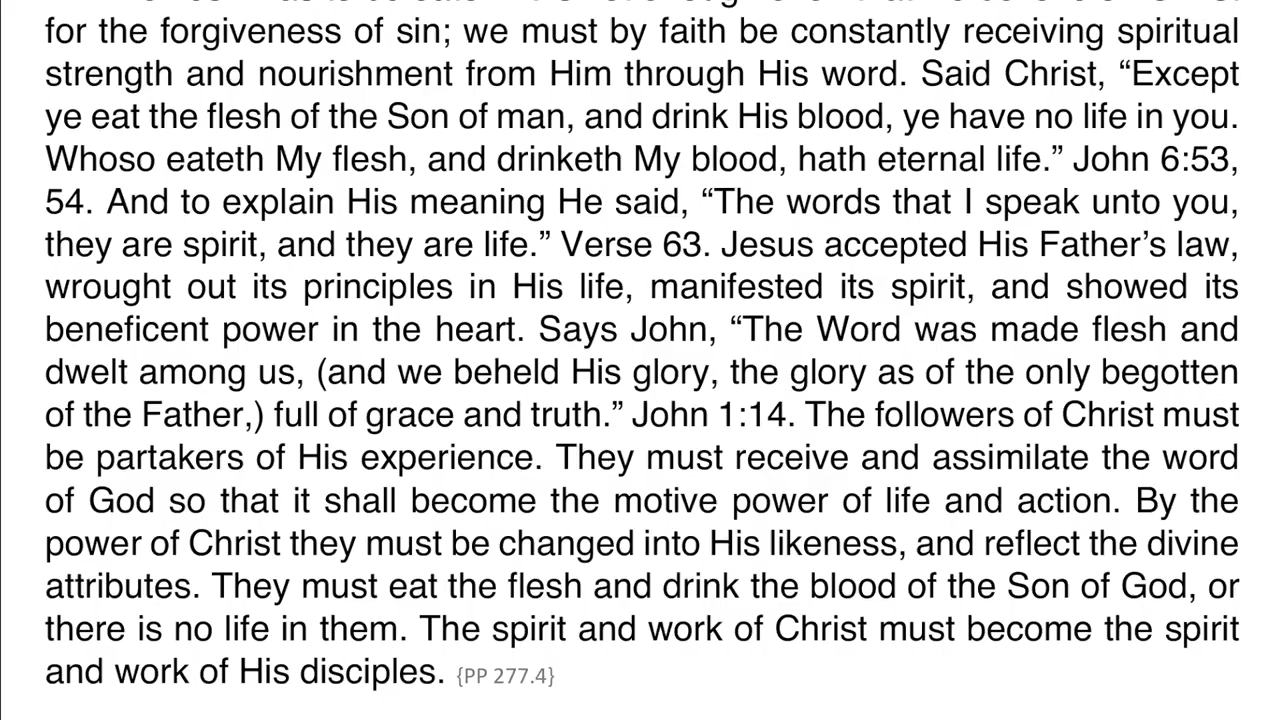 for the forgiveness of sin; we must by faith be constantly receiving spiritual
strength and nourishment from Him through His word. Said Christ, “Except
ye eat the flesh of the Son of man, and drink His blood, ye have no life in you.
Whoso eateth My flesh, and drinketh My blood, hath eternal life.” John 6:53,
54. And to explain His meaning He said, “The words that I speak unto you,
they are spirit, and they are life.” Verse 63. Jesus accepted His Father’s law,
wrought out its principles in His life, manifested its spirit, and showed its
beneficent power in the heart. Says John, “The Word was made flesh and
dwelt among us, (and we beheld His glory, the glory as of the only begotten
of the Father,) full of grace and truth.” John 1:14. The followers of Christ must
be partakers of His experience. They must receive and assimilate the word
of God so that it shall become the motive power of life and action. By the
power of Christ they must be changed into His likeness, and reflect the divine
attributes. They must eat the flesh and drink the blood of the Son of God, or
there is no life in them. The spirit and work of Christ must become the spirit
and work of His disciples. {PP 277.4}